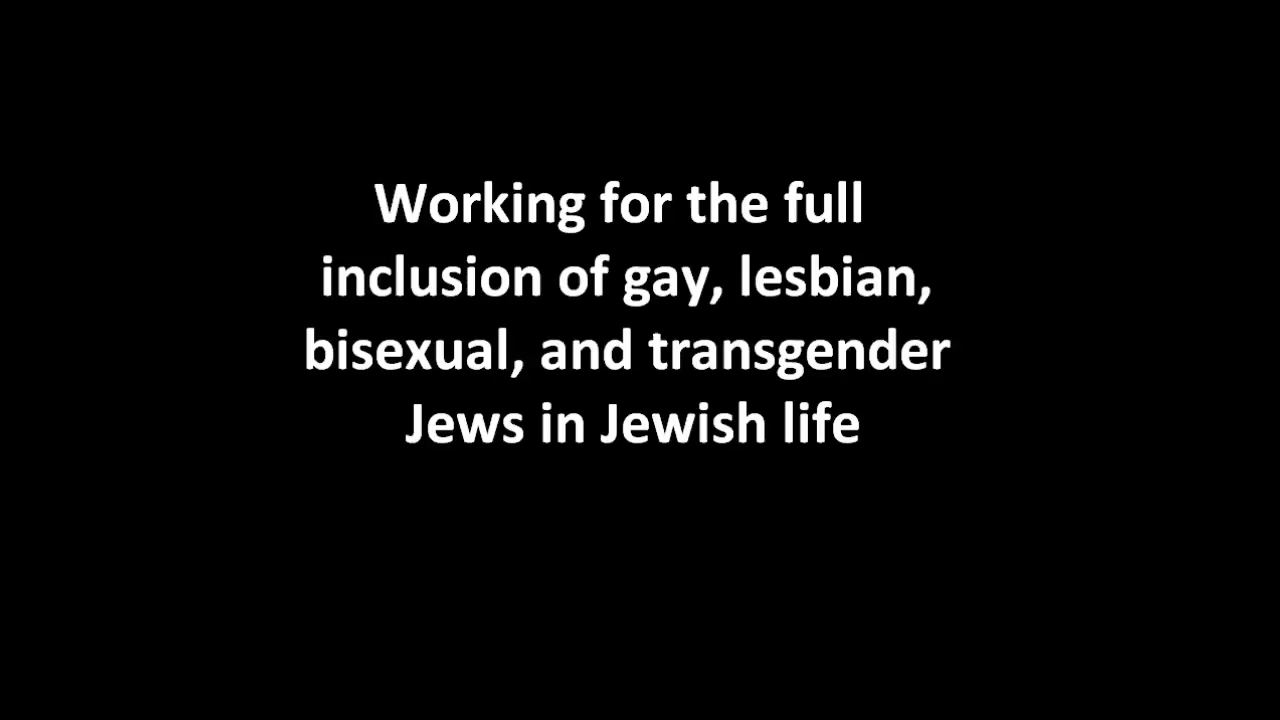 Working for the full
inclusion of gay, lesbian,
bisexual, and transgender
Jews in Jewish life